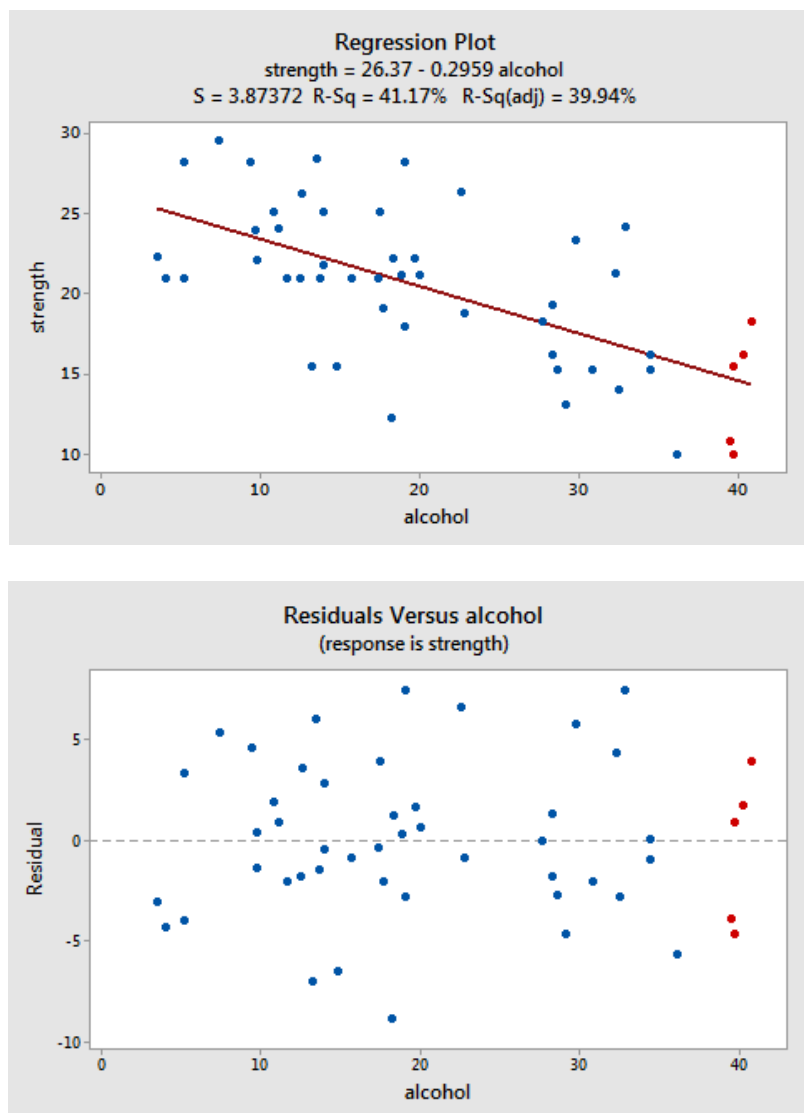 Regression Plot
strength = 26.37 - 0.2959 alcohol
S = 3.87372 R-Sq = 41.17% R-Sq(adj) = 39.94%
30
25
20
15
10
strength
0 10 20 30 40
alcohol
Residuals Versus alcohol
(response is strength)
5
0
-5
-10
Residual
0 10 20 30 40
alcohol